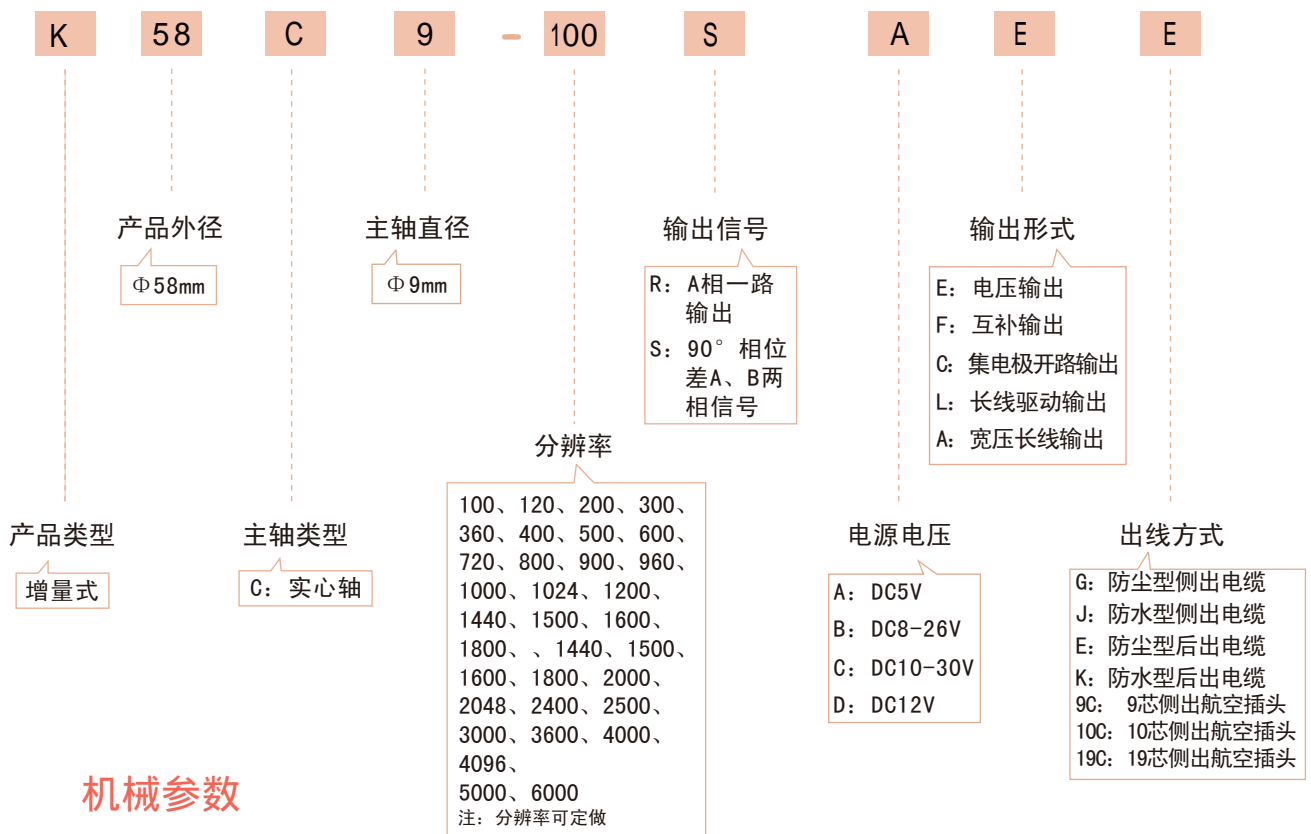 K 58 C 9 - 100 S A E E
产品外径
Φ58mm
主轴直径
Φ9mm
输出信号
R: A相一路
输出
S: 90°相位
差A、B两
相信号
输出形式
E: 电压输出
F: 互补输出
C: 集电极开路输出
L: 长线驱动输出
A: 宽压长线输出
产品类型
增量式
主轴类型
C: 实心轴
分辨率
100、120、200、300、
360、400、500、600、
720、800、900、960、
1000、1024、1200、
1440、1500、1600、
1800、、1440、1500、
1600、1800、2000、
2048、2400、2500、
3000、3600、4000、
4096、
5000、6000
注: 分辨率可定做
电源电压
A: DC5V
B: DC8-26V
C: DC10-30V
D: DC12V
出线方式
G: 防尘型侧出电缆
J: 防水型侧出电缆
E: 防尘型后出电缆
K: 防水型后出电缆
9C: 9芯侧出航空插头
10C: 10芯侧出航空插头
19C: 19芯侧出航空插头
机械参数